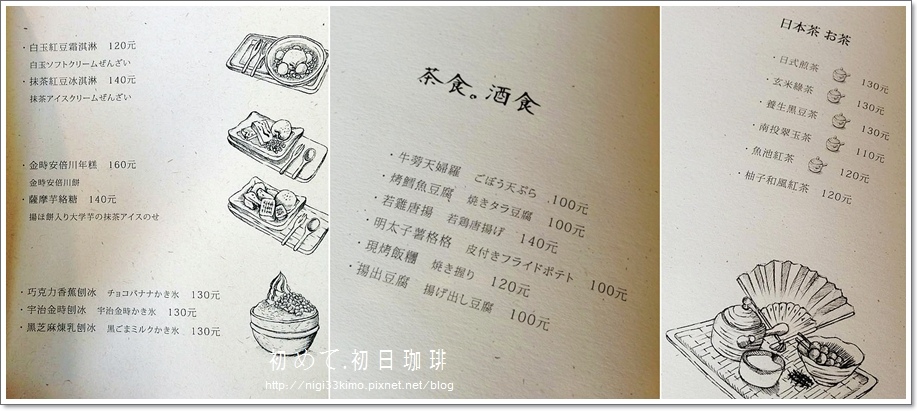 ・白玉紅豆霜淇淋 120元
白玉ソフトクリームぜんざい
・抹茶紅豆冰淇淋 140元
抹茶アイスクリームぜんざい
・金時安倍川年糕 160元
金時安倍川餅
・薩摩芋絡糖 140元
揚ほ餅入り大学芋の抹茶アイスのせ
・巧克力香蕉刨冰 チョコバナナかき氷 130元
・宇治金時刨冰 宇治金時かき氷 130元
・黑芝麻煉乳刨冰 黒ごまミルクかき氷 130元
茶食。酒食
・牛蒡天婦羅 ごぼう天ぷら 100元
・烤鱈魚豆腐 焼きタラ豆腐 100元
・若雞唐揚 若鶏唐揚げ 140元
・明太子薯格格 皮付きフライドポテト 100元
・現烤飯糰 焼き握り 120元
・揚出豆腐 揚げ出し豆腐 100元
日本茶 お茶
・日式煎茶 130元
・玄米綠茶 130元
・養生黑豆茶 130元
・南投翠玉茶 110元
・魚池紅茶 120元
・柚子和風紅茶 120元
初めて.初日珈琲
http://nigi33kimo.pixnet.net/blog